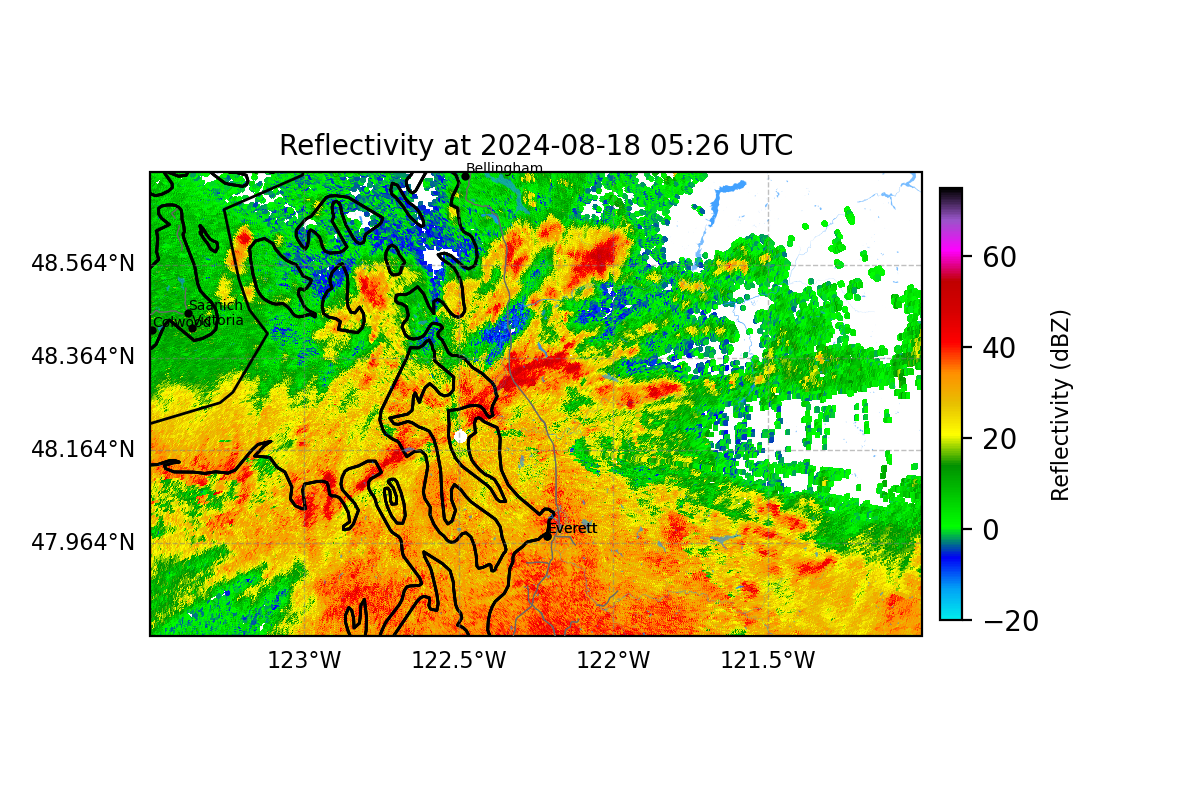 Reflectivity at 2024-08-18 05:26 UTC
Bellingham
48.564°N
Saanich
Colwood
Victoria
48.364°N
48.164°N
Everett
47.964°N
123°W
122.5°W
122°W
121.5°W
60
40
20
0
−20
Reflectivity (dBZ)